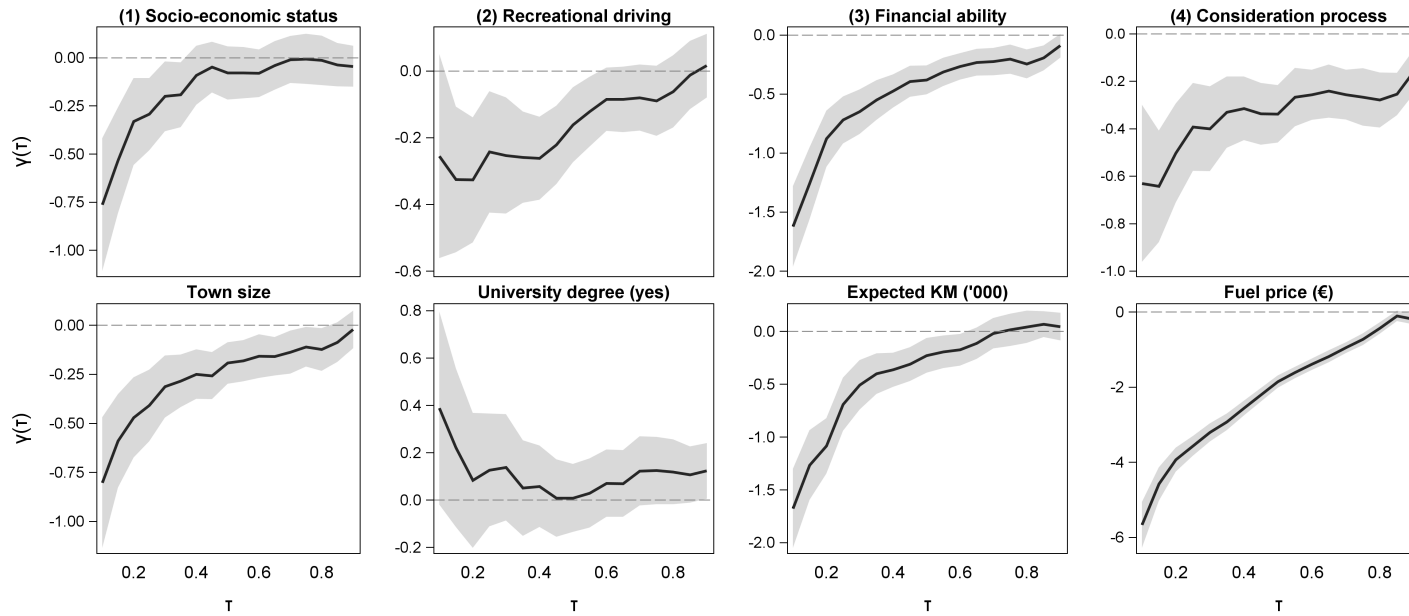 (1) Socio-economic status
(2) Recreational driving
(3) Financial ability
(4) Consideration process
γ(τ)
0.00
-0.25
-0.50
-0.75
-1.00
0.0
-0.2
-0.4
-0.6
0.0
-0.5
-1.0
-1.5
-2.0
0.0
-0.2
-0.4
-0.6
-0.8
-1.0
Town size
University degree (yes)
Expected KM ('000)
Fuel price (€)
γ(τ)
0.00
-0.25
-0.50
-0.75
-1.00
0.8
0.6
0.4
0.2
0.0
-0.2
0.0
-0.5
-1.0
-1.5
-2.0
0
-2
-4
-6
0.2 0.4 0.6 0.8
0.2 0.4 0.6 0.8
0.2 0.4 0.6 0.8
0.2 0.4 0.6 0.8
τ
τ
τ
τ